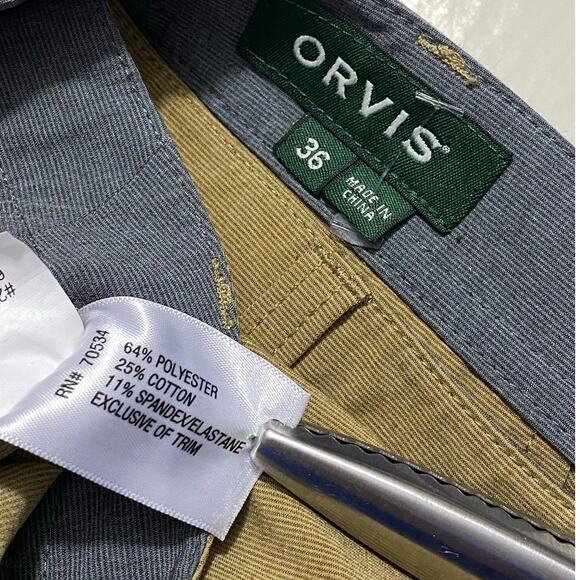 ORVIS®
36
MADE IN
CHINA
RN# 70534
64% POLYESTER
25% COTTON
11% SPANDEX/ELASTANE
EXCLUSIVE OF TRIM